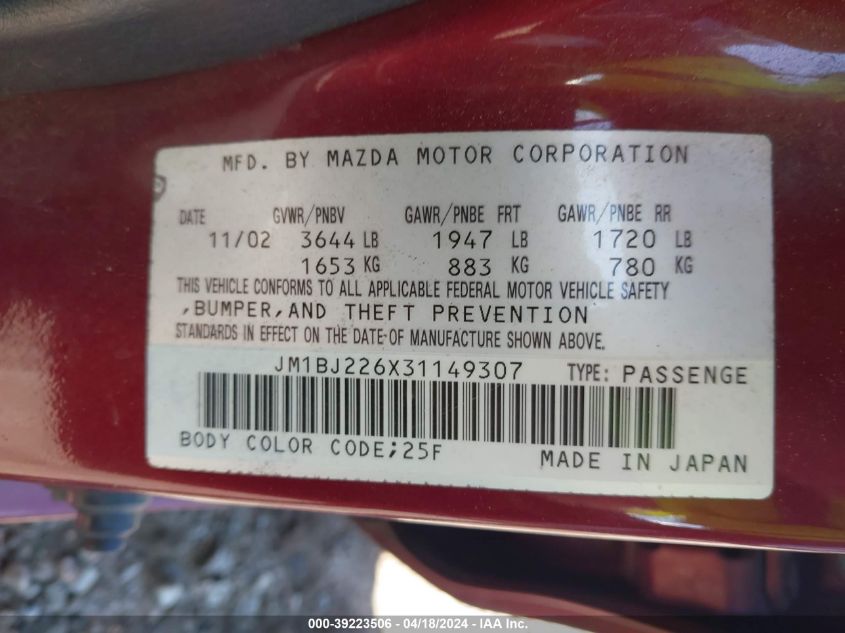 MFD. BY MAZDA MOTOR CORPORATION
DATE GVWR/PNBV GAWR/PNBE FRT GAWR/PNBE RR
11/02 3644 LB 1947 LB 1720 LB
1653 KG 883 KG 780 KG
THIS VEHICLE CONFORMS TO ALL APPLICABLE FEDERAL MOTOR VEHICLE SAFETY
,BUMPER,AND THEFT PREVENTION
STANDARDS IN EFFECT ON THE DATE OF MANUFACTURE SHOWN ABOVE.
JM1BJ226X31149307 TYPE: PASSENGE
BODY COLOR CODE;25F
MADE IN JAPAN
000-39223506 - 04/18/2024 - IAA Inc.